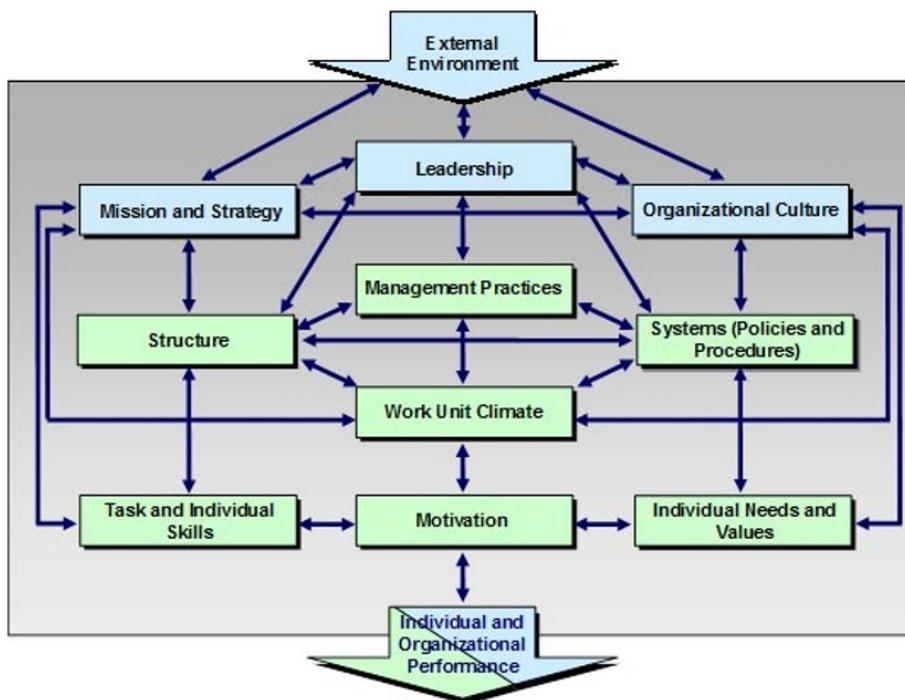 External
Environment
Leadership
Mission and Strategy
Organizational Culture
Management Practices
Structure
Systems (Policies and
Procedures)
Work Unit Climate
Task and Individual
Skills
Motivation
Individual Needs and
Values
Individual and
Organizational
Performance